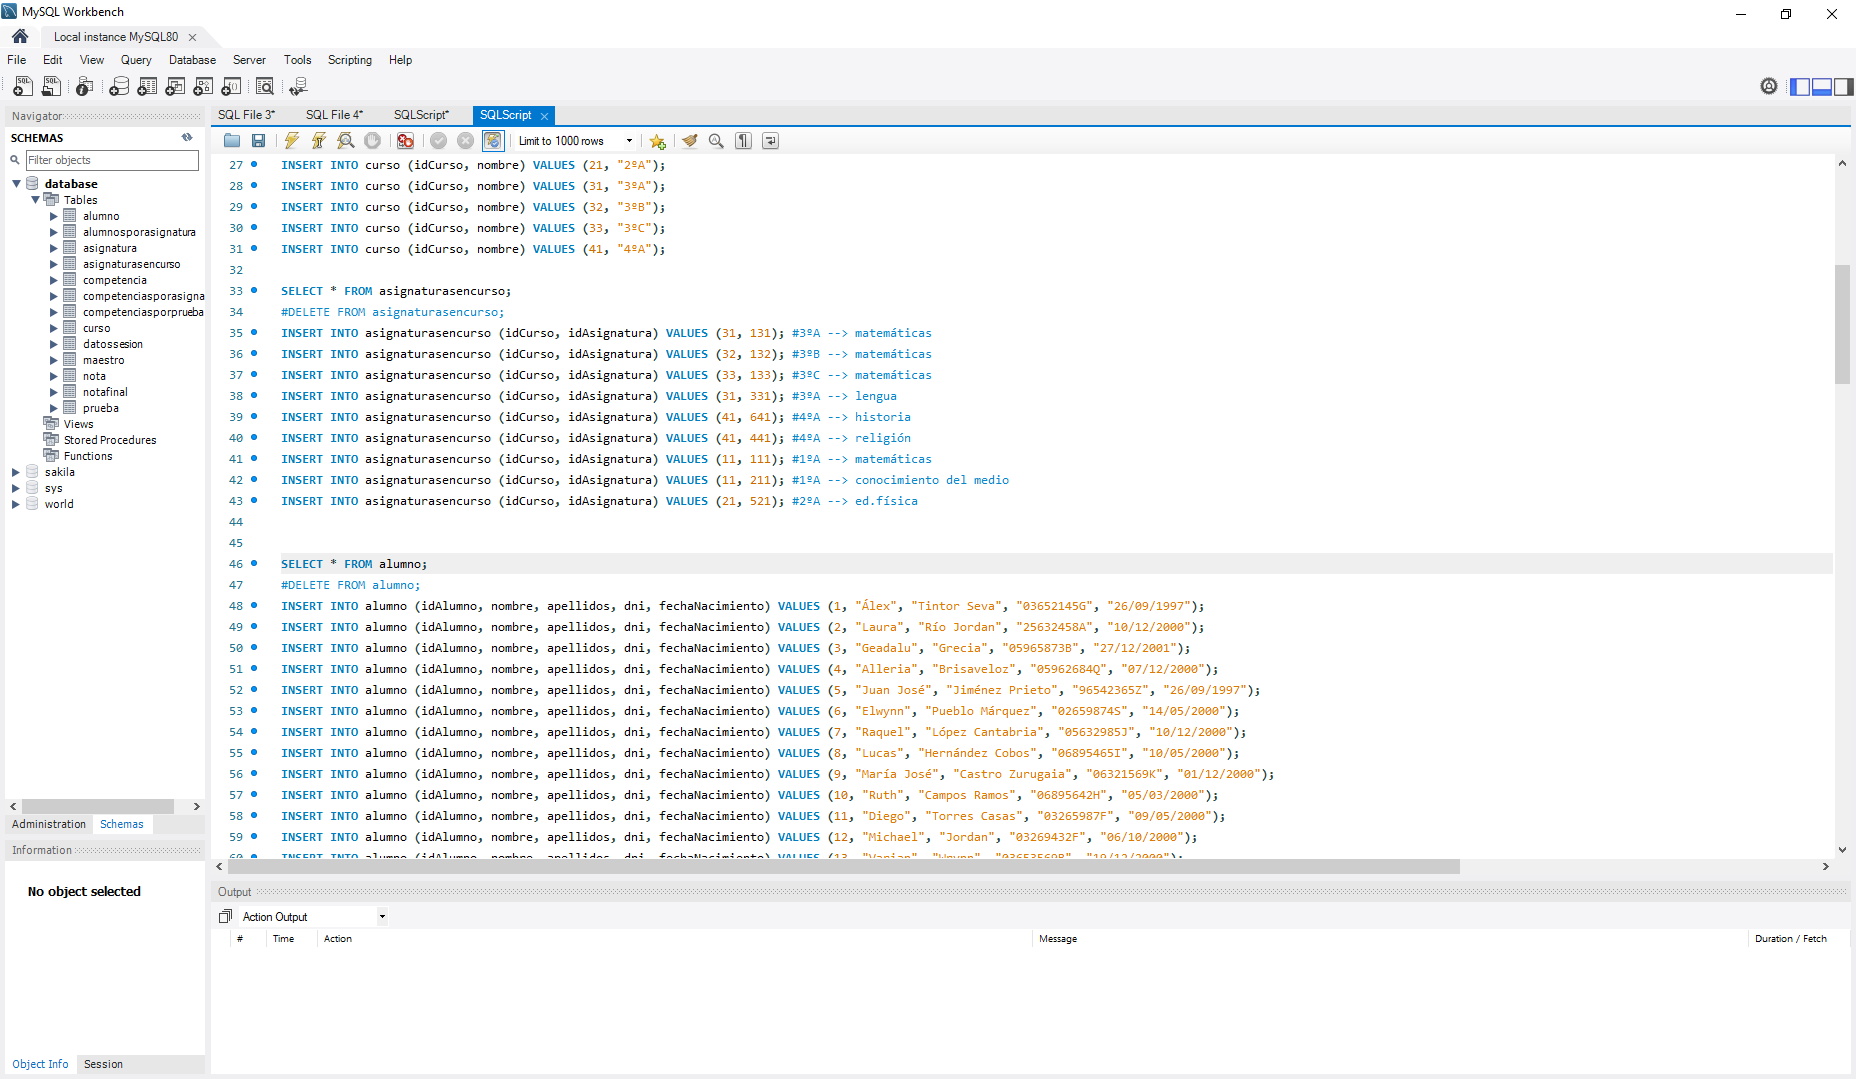 MySQL Workbench
Local instance MySQL80
File Edit View Query Database Server Tools Scripting Help
Navigator
SCHEMAS
Filter objects
database
Tables
alumno
alumnosporasignatura
asignatura
asignaturasencurso
competencia
competenciasporasigna
competenciasporprueba
curso
datossesion
maestro
nota
notafinal
prueba
Views
Stored Procedures
Functions
sakila
sys
world
Administration Schemas
Information
No object selected
Object Info Session
SQL File 3* SQL File 4* SQLScript* SQLScript
Limit to 1000 rows
27 INSERT INTO curso (idCurso, nombre) VALUES (21, "2ºA");
28 INSERT INTO curso (idCurso, nombre) VALUES (31, "3ºA");
29 INSERT INTO curso (idCurso, nombre) VALUES (32, "3ºB");
30 INSERT INTO curso (idCurso, nombre) VALUES (33, "3ºC");
31 INSERT INTO curso (idCurso, nombre) VALUES (41, "4ºA");
32
33 SELECT * FROM asignaturasencurso;
34 #DELETE FROM asignaturasencurso;
35 INSERT INTO asignaturasencurso (idCurso, idAsignatura) VALUES (31, 131); #3ºA --> matemáticas
36 INSERT INTO asignaturasencurso (idCurso, idAsignatura) VALUES (32, 132); #3ºB --> matemáticas
37 INSERT INTO asignaturasencurso (idCurso, idAsignatura) VALUES (33, 133); #3ºC --> matemáticas
38 INSERT INTO asignaturasencurso (idCurso, idAsignatura) VALUES (31, 331); #3ºA --> lengua
39 INSERT INTO asignaturasencurso (idCurso, idAsignatura) VALUES (41, 641); #4ºA --> historia
40 INSERT INTO asignaturasencurso (idCurso, idAsignatura) VALUES (41, 441); #4ºA --> religión
41 INSERT INTO asignaturasencurso (idCurso, idAsignatura) VALUES (11, 111); #1ºA --> matemáticas
42 INSERT INTO asignaturasencurso (idCurso, idAsignatura) VALUES (11, 211); #1ºA --> conocimiento del medio
43 INSERT INTO asignaturasencurso (idCurso, idAsignatura) VALUES (21, 521); #2ºA --> ed.física
44
45
46 SELECT * FROM alumno;
47 #DELETE FROM alumno;
48 INSERT INTO alumno (idAlumno, nombre, apellidos, dni, fechaNacimiento) VALUES (1, "Álex", "Tintor Seva", "03652145G", "26/09/1997");
49 INSERT INTO alumno (idAlumno, nombre, apellidos, dni, fechaNacimiento) VALUES (2, "Laura", "Río Jordan", "25632458A", "10/12/2000");
50 INSERT INTO alumno (idAlumno, nombre, apellidos, dni, fechaNacimiento) VALUES (3, "Geadalu", "Grecia", "05965873B", "27/12/2001");
51 INSERT INTO alumno (idAlumno, nombre, apellidos, dni, fechaNacimiento) VALUES (4, "Alleria", "Brisaveloz", "05962684Q", "07/12/2000");
52 INSERT INTO alumno (idAlumno, nombre, apellidos, dni, fechaNacimiento) VALUES (5, "Juan José", "Jiménez Prieto", "96542365Z", "26/09/1997");
53 INSERT INTO alumno (idAlumno, nombre, apellidos, dni, fechaNacimiento) VALUES (6, "Elwynn", "Pueblo Márquez", "02659874S", "14/05/2000");
54 INSERT INTO alumno (idAlumno, nombre, apellidos, dni, fechaNacimiento) VALUES (7, "Raquel", "López Cantabria", "05632985J", "10/12/2000");
55 INSERT INTO alumno (idAlumno, nombre, apellidos, dni, fechaNacimiento) VALUES (8, "Lucas", "Hernández Cobos", "06895465I", "10/05/2000");
56 INSERT INTO alumno (idAlumno, nombre, apellidos, dni, fechaNacimiento) VALUES (9, "María José", "Castro Zurugaia", "06321569K", "01/12/2000");
57 INSERT INTO alumno (idAlumno, nombre, apellidos, dni, fechaNacimiento) VALUES (10, "Ruth", "Campos Ramos", "06895642H", "05/03/2000");
58 INSERT INTO alumno (idAlumno, nombre, apellidos, dni, fechaNacimiento) VALUES (11, "Diego", "Torres Casas", "03265987F", "09/05/2000");
59 INSERT INTO alumno (idAlumno, nombre, apellidos, dni, fechaNacimiento) VALUES (12, "Michael", "Jordan", "03269432F", "06/10/2000");
60 INSERT INTO alumno (idAlumno, nombre, apellidos, dni, fechaNacimiento) VALUES (13, "Varian", "Wrynn",
Output
Action Output
# Time Action Message Duration / Fetch